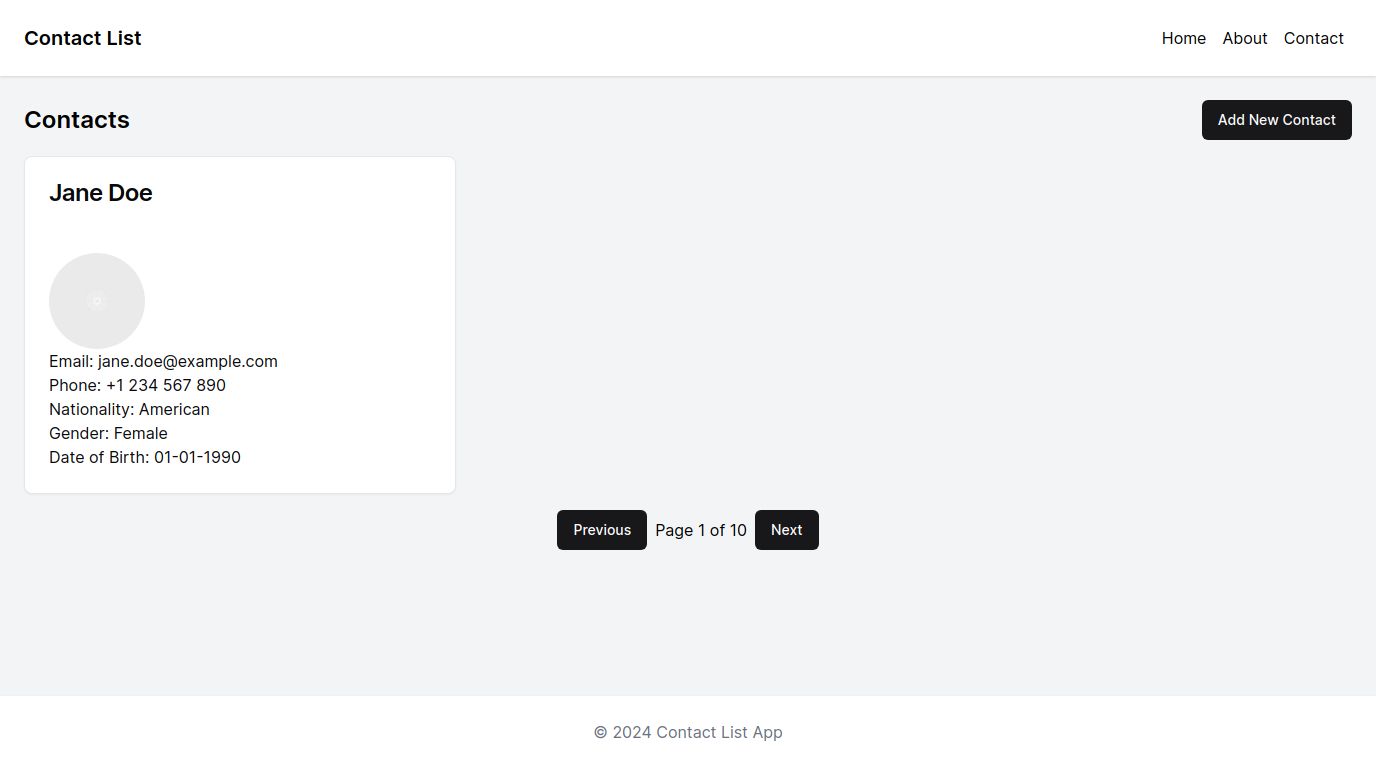 Contact List
Home About Contact
Contacts
Add New Contact
Jane Doe
Email: jane.doe@example.com
Phone: +1 234 567 890
Nationality: American
Gender: Female
Date of Birth: 01-01-1990
Previous Page 1 of 10 Next
© 2024 Contact List App